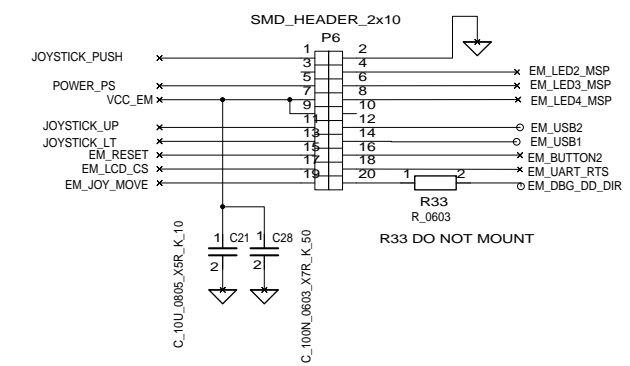 SMD_HEADER_2x10
P6
JOYSTICK_PUSH
1
2
3
4
EM_LED2_MSP
POWER_PS
5
6
EM_LED3_MSP
VCC_EM
7
8
EM_LED4_MSP
9
10
JOYSTICK_UP
11
12
EM_USB2
JOYSTICK_LT
13
14
EM_USB1
EM_RESET
15
16
EM_BUTTON2
EM_LCD_CS
17
18
EM_UART_RTS
EM_JOY_MOVE
19
20
1
2
EM_DBG_DD_DIR
R33
R_0603
R33 DO NOT MOUNT
1
C21
2
1
C28
2
C_10U_0805_X5R_K_10
C_100N_0603_X7R_K_50